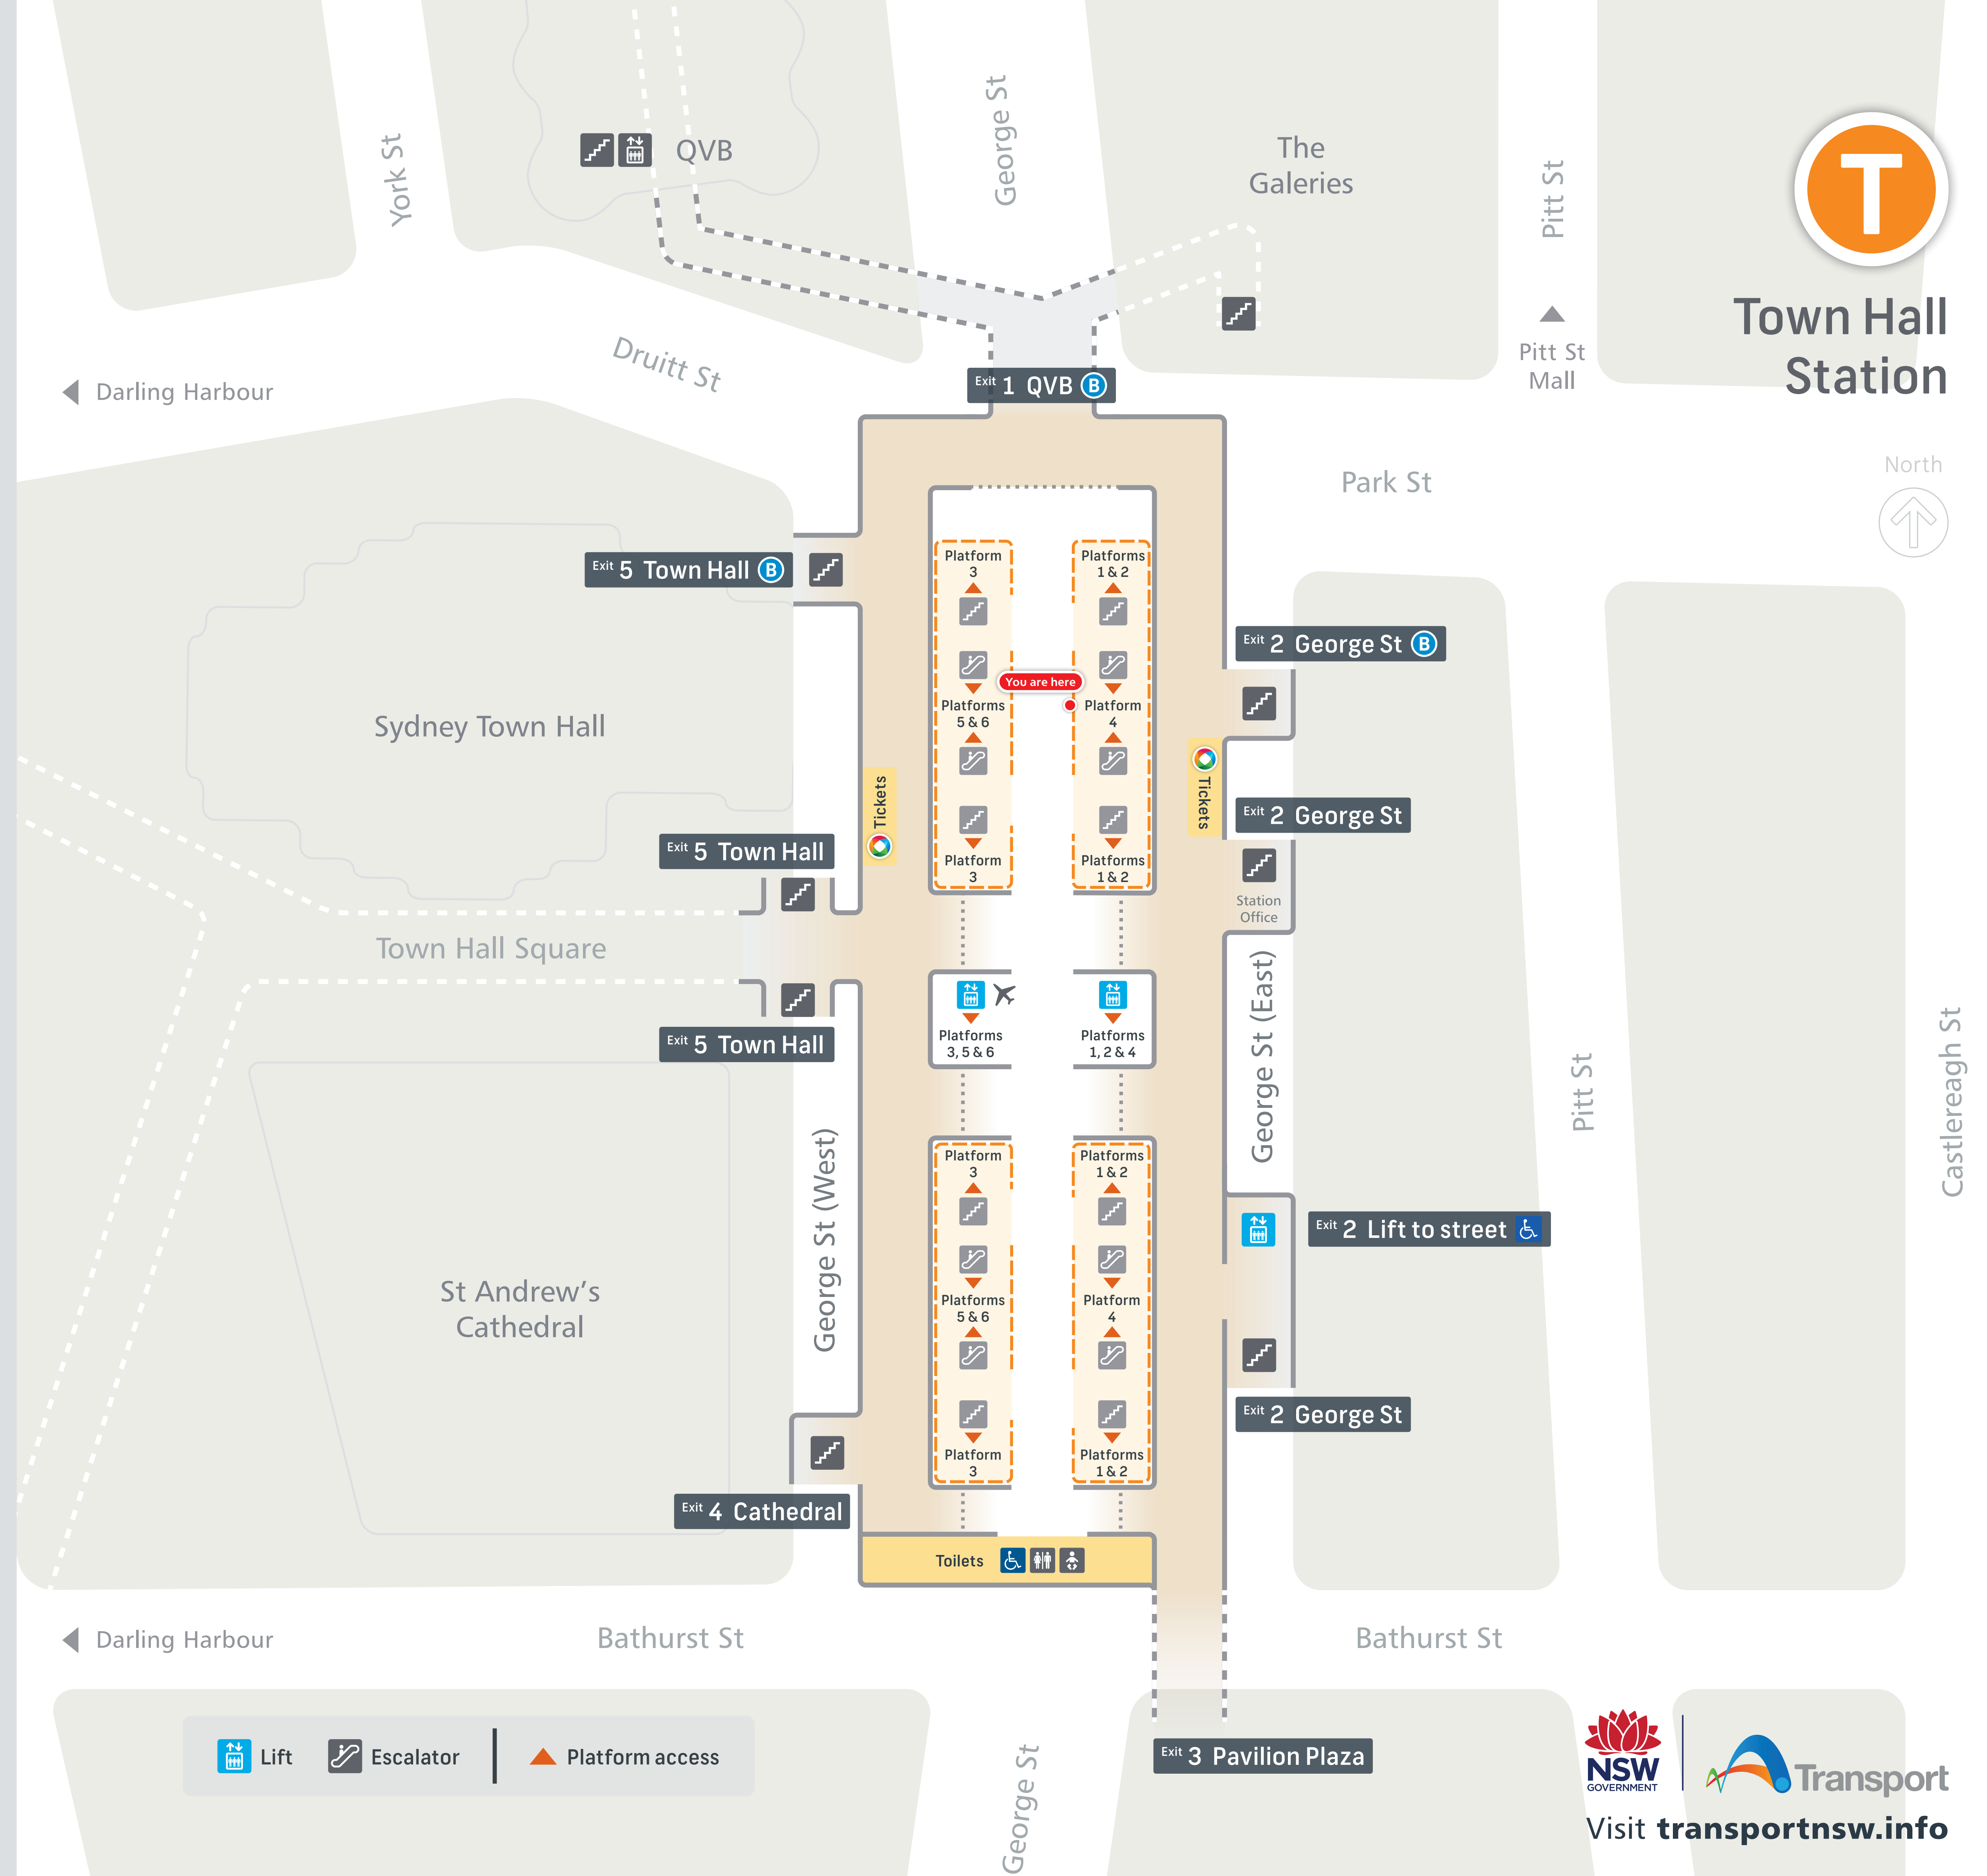 York St
QVB
George St
The
Galeries
Pitt St
T
Town Hall
Station
Pitt St
Mall
Druitt St
Darling Harbour
Exit 1 QVB B
Park St
North
Exit 5 Town Hall B
Platform
3
Platforms
1 & 2
Exit 2 George St B
You are here
Platforms
5 & 6
Platform
4
Sydney Town Hall
Tickets
Tickets
Exit 2 George St
Exit 5 Town Hall
Platform
3
Platforms
1 & 2
Station
Office
Town Hall Square
Exit 5 Town Hall
Platforms
3, 5 & 6
Platforms
1, 2 & 4
George St (East)
Pitt St
Castlereagh St
George St (West)
Platform
3
Platforms
1 & 2
Exit 2 Lift to street
St Andrew's
Cathedral
Platforms
5 & 6
Platform
4
Exit 2 George St
Platform
3
Platforms
1 & 2
Exit 4 Cathedral
Toilets
Darling Harbour
Bathurst St
Bathurst St
Lift
Escalator
Platform access
George St
Exit 3 Pavilion Plaza
NSW
GOVERNMENT
Transport
Visit transportnsw.info